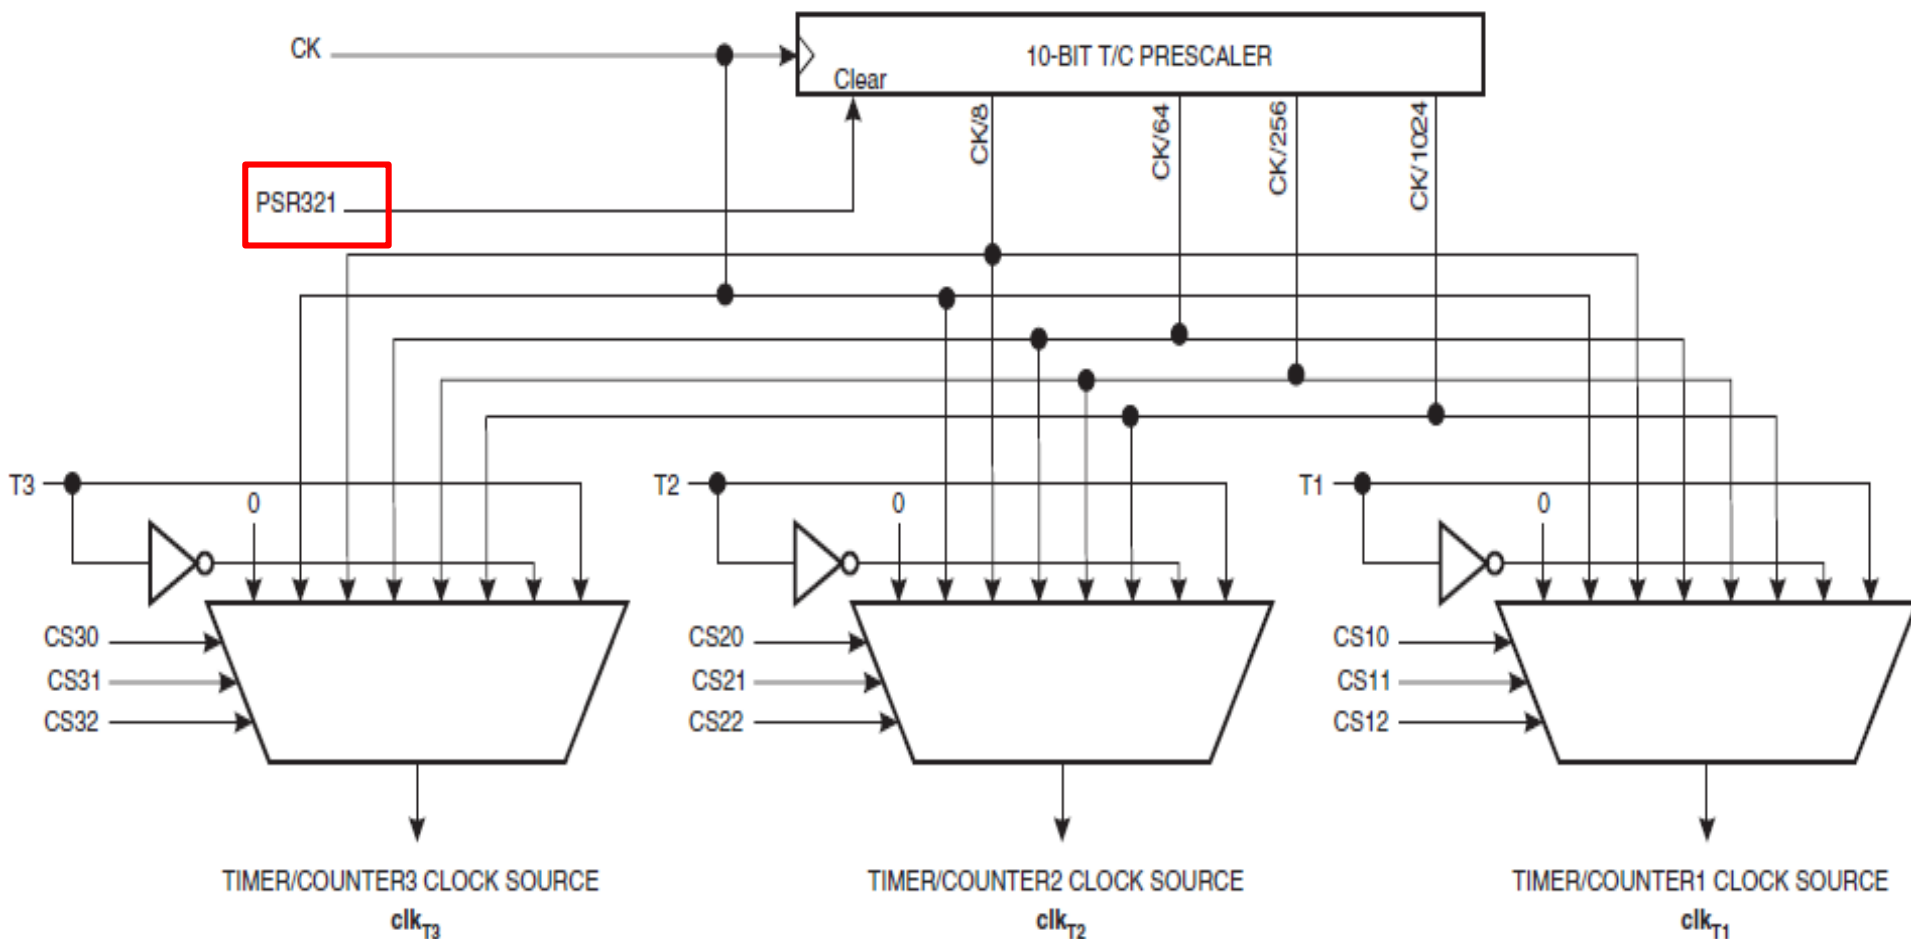 CK
10-BIT T/C PRESCALER
Clear
CK/8
CK/64
CK/256
CK/1024
PSR321
T3
0
T2
0
T1
0
CS30
CS31
CS32
CS20
CS21
CS22
CS10
CS11
CS12
TIMER/COUNTER3 CLOCK SOURCE
clkT3
TIMER/COUNTER2 CLOCK SOURCE
clkT2
TIMER/COUNTER1 CLOCK SOURCE
clkT1